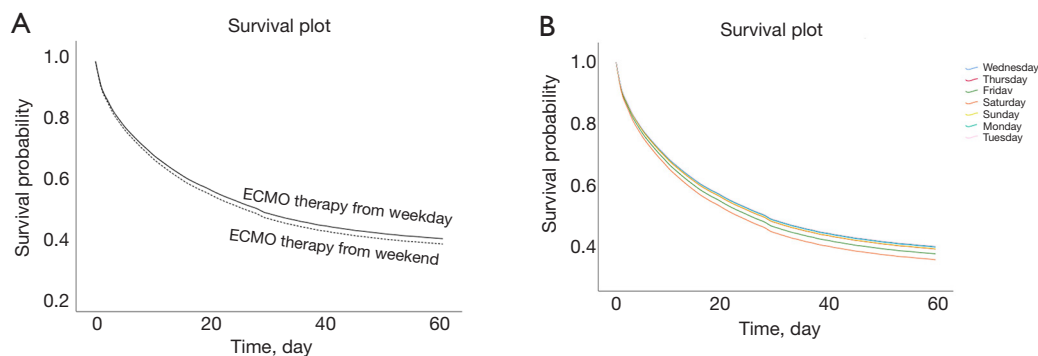 A
Survival plot
1.0
0.8
0.6
0.4
0.2
Survival probability
ECMO therapy from weekday
ECMO therapy from weekend
0 20 40 60
Time, day
B
Survival plot
1.0
0.8
0.6
0.4
Survival probability
Wednesday
Thursday
Fridav
Saturday
Sunday
Monday
Tuesday
0 20 40 60
Time, day